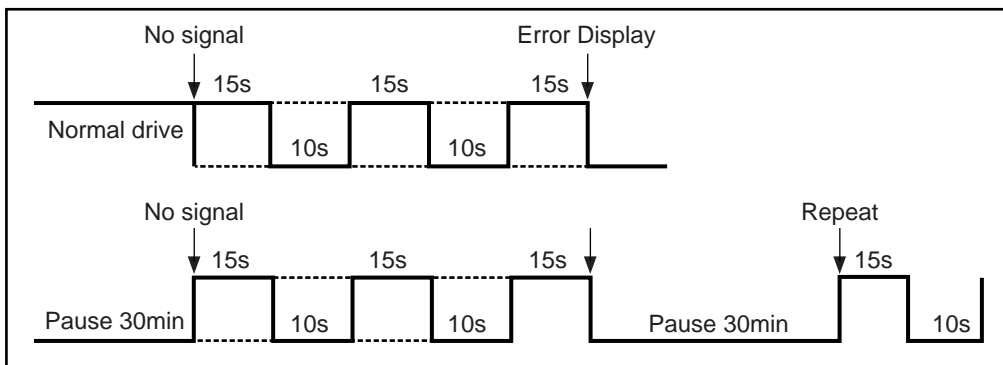 No signal Error Display
15s 15s 15s
Normal drive 10s 10s
No signal Repeat
15s 15s 15s 15s
Pause 30min 10s 10s Pause 30min 10s